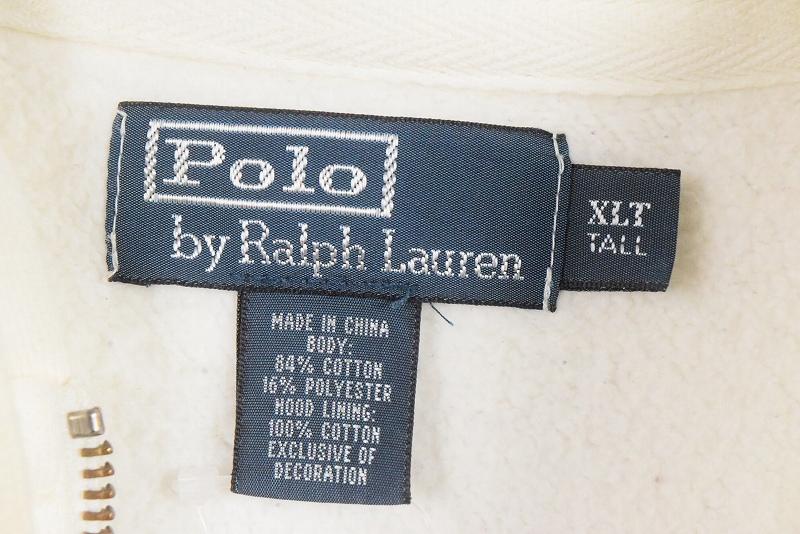 Polo
by Ralph Lauren
XLT
TALL
MADE IN CHINA
BODY:
84% COTTON
16% POLYESTER
HOOD LINING:
100% COTTON
EXCLUSIVE OF
DECORATION